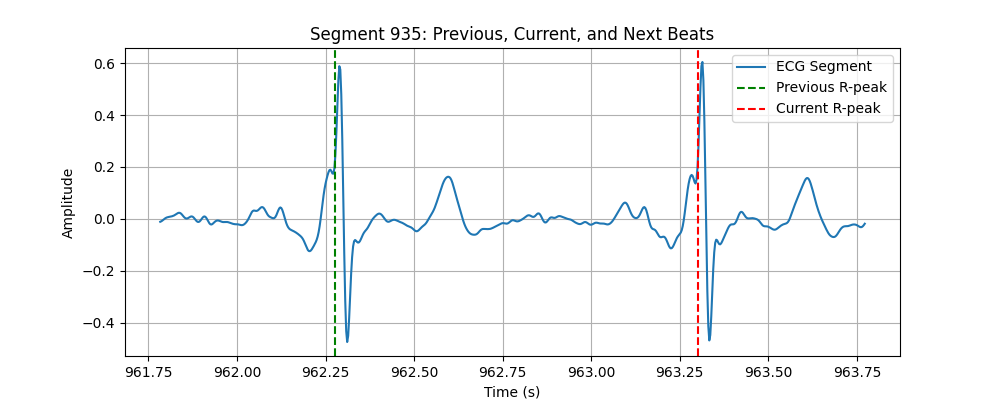 Segment 935: Previous, Current, and Next Beats
ECG Segment
Previous R-peak
Current R-peak
0.6
0.4
0.2
0.0
−0.2
−0.4
Amplitude
961.75 962.00 962.25 962.50 962.75 963.00 963.25 963.50 963.75
Time (s)